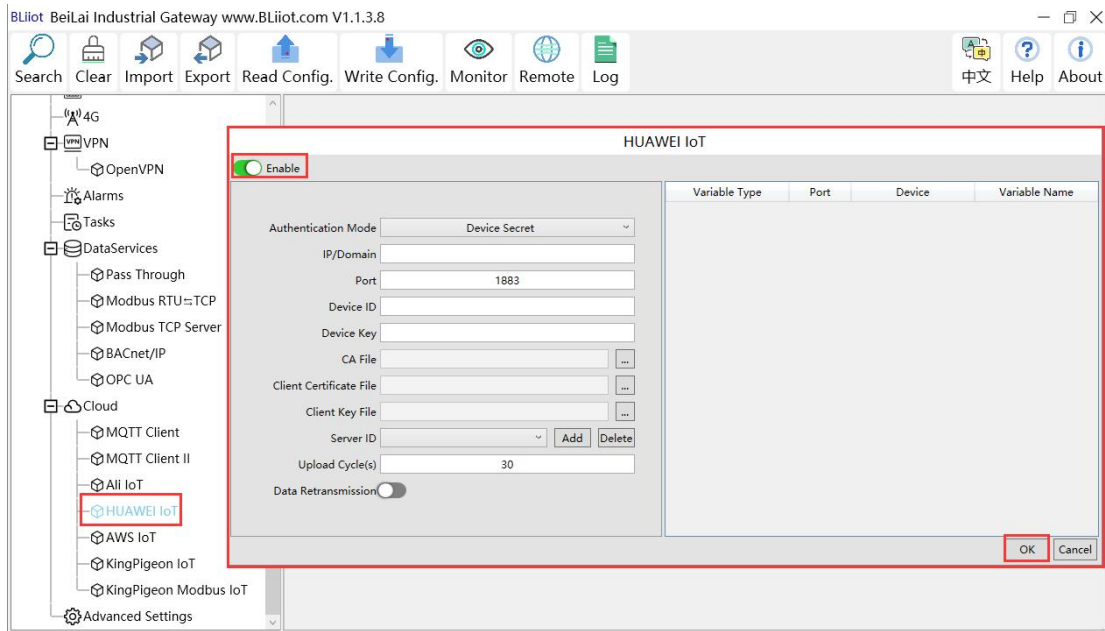 BLiiot BeiLai Industrial Gateway www.BLiiot.com V1.1.3.8
Search Clear Import Export Read Config. Write Config. Monitor Remote Log 中文 Help About
4G
VPN VPN
OpenVPN
Alarms
Tasks
DataServices
Pass Through
Modbus RTU⇆TCP
Modbus TCP Server
BACnet/IP
OPC UA
Cloud
MQTT Client
MQTT Client II
Ali IoT
HUAWEI IoT
AWS IoT
KingPigeon IoT
KingPigeon Modbus IoT
Advanced Settings
HUAWEI IoT
Enable
Authentication Mode Device Secret
IP/Domain
Port 1883
Device ID
Device Key
CA File ...
Client Certificate File ...
Client Key File ...
Server ID Add Delete
Upload Cycle(s) 30
Data Retransmission
Variable Type Port Device Variable Name
OK Cancel